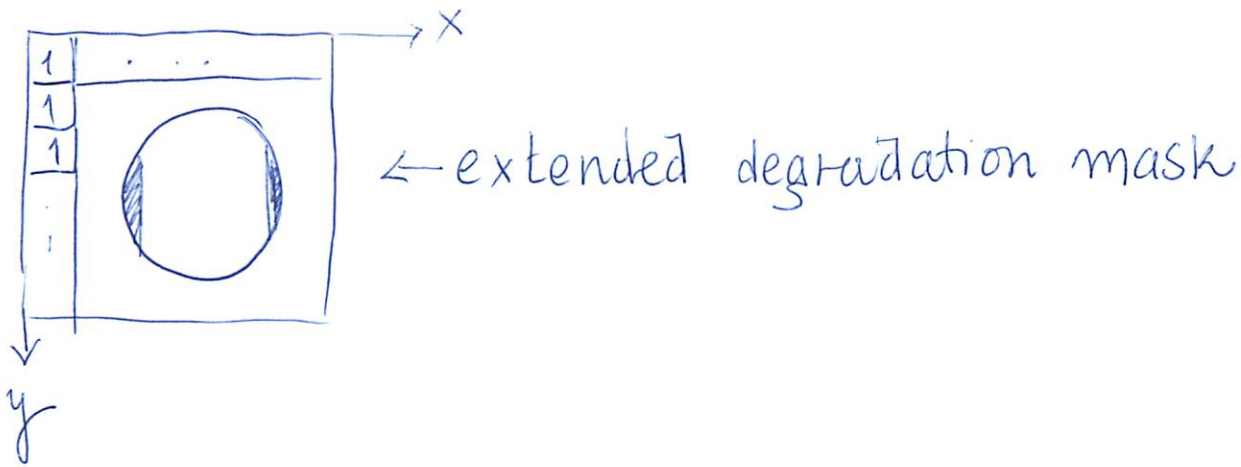 x
1 . . .
1
1
← extended degradation mask
y